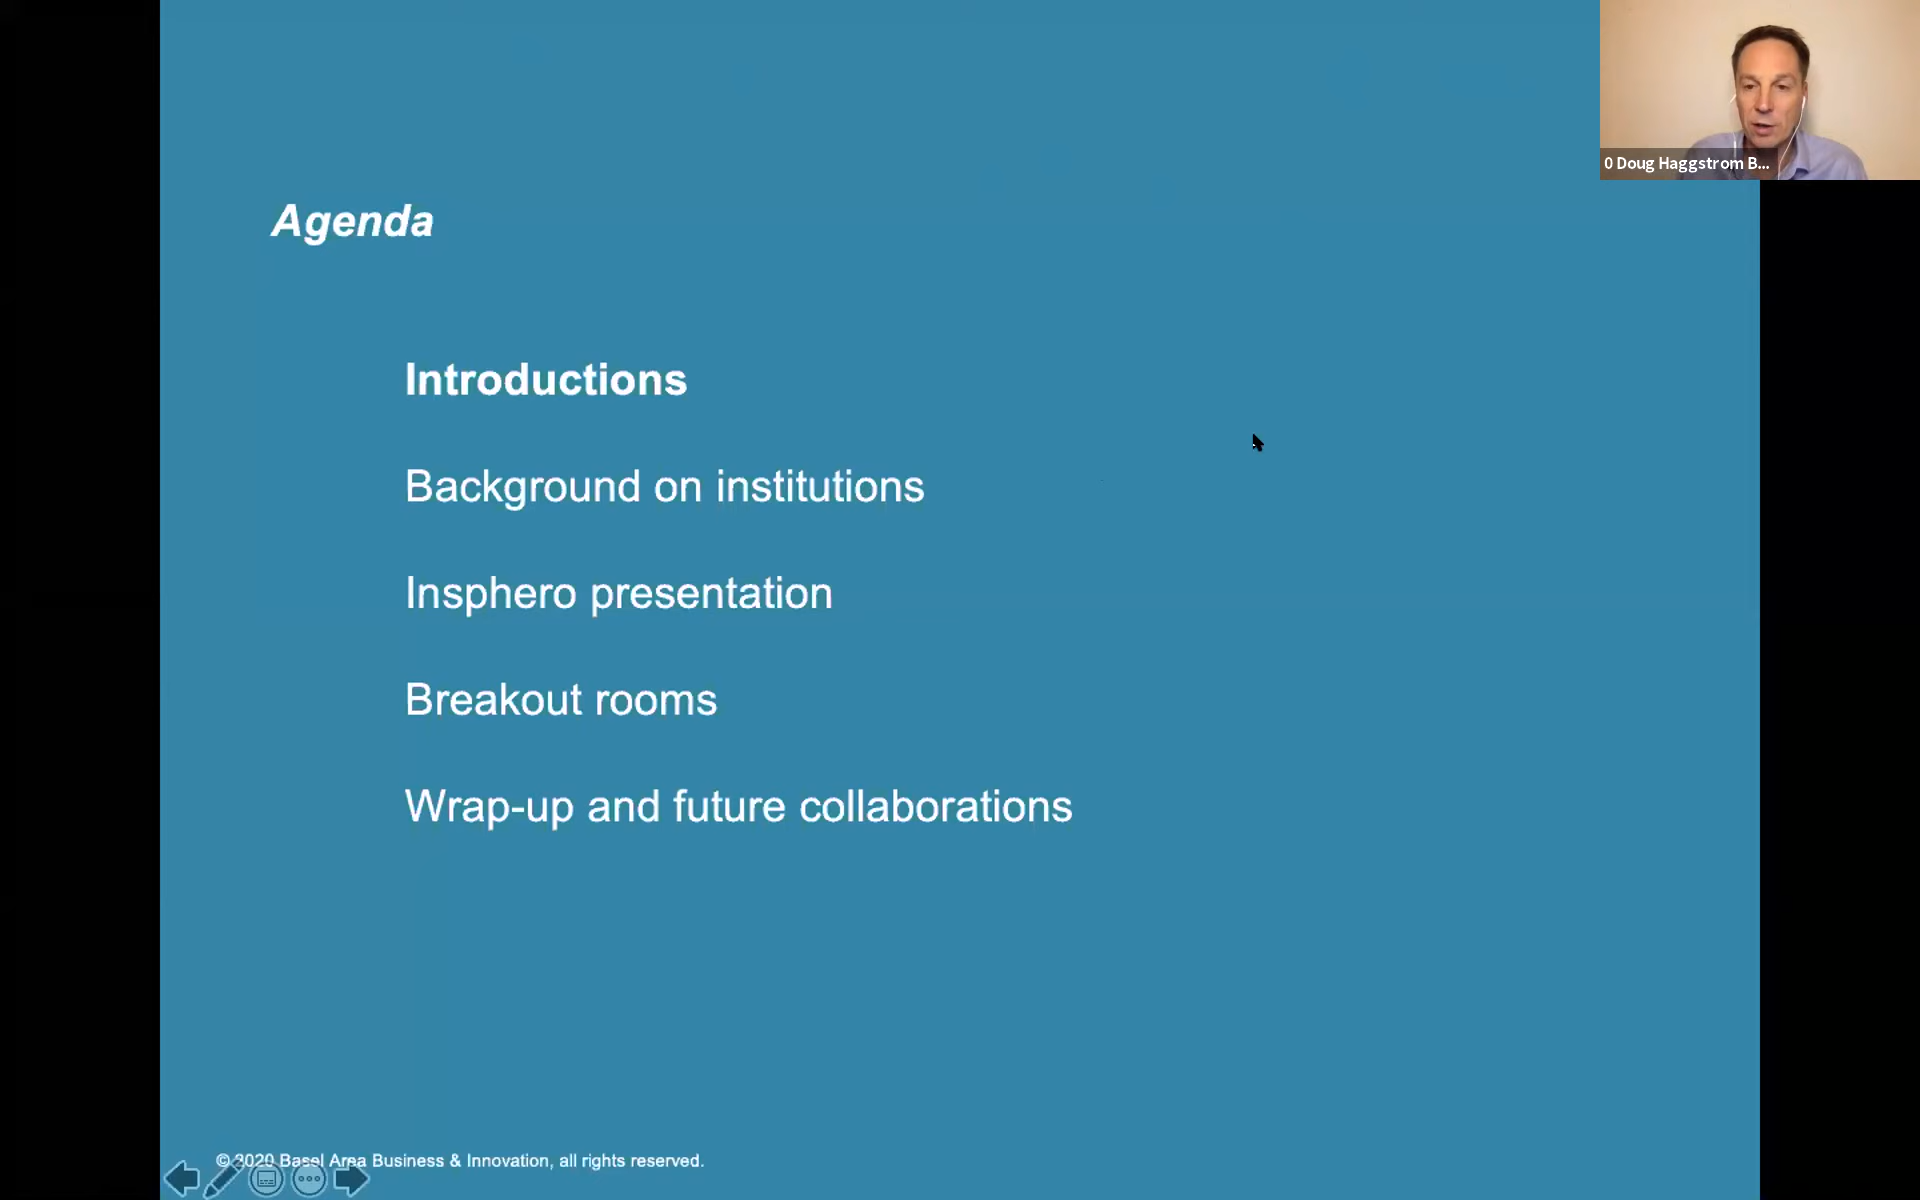 0 Doug Haggstrom B...
Agenda
Introductions
Background on institutions
Insphero presentation
Breakout rooms
Wrap-up and future collaborations
© 2020 Basel Area Business & Innovation, all rights reserved.